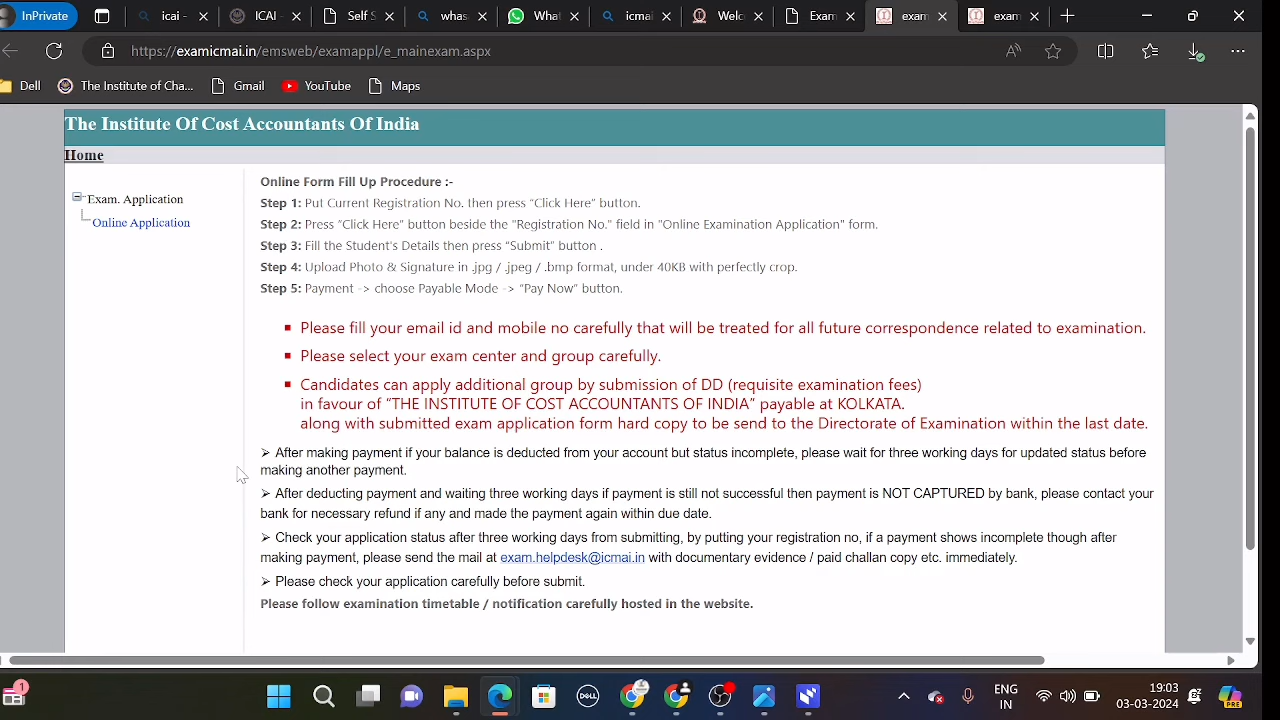 InPrivate
icai -
ICAI -
Self S
whas
What
icmai
Welc
Exam
exam
exam
https://examicmai.in/emsweb/examappl/e_mainexam.aspx
Dell
The Institute of Cha...
Gmail
YouTube
Maps
The Institute Of Cost Accountants Of India
Home
Exam. Application
Online Application
Online Form Fill Up Procedure :-
Step 1: Put Current Registration No. then press "Click Here" button.
Step 2: Press "Click Here" button beside the "Registration No." field in "Online Examination Application" form.
Step 3: Fill the Student's Details then press "Submit" button .
Step 4: Upload Photo & Signature in .jpg / .jpeg / .bmp format, under 40KB with perfectly crop.
Step 5: Payment -> choose Payable Mode -> "Pay Now" button.
▪ Please fill your email id and mobile no carefully that will be treated for all future correspondence related to examination.
▪ Please select your exam center and group carefully.
▪ Candidates can apply additional group by submission of DD (requisite examination fees)
in favour of "THE INSTITUTE OF COST ACCOUNTANTS OF INDIA" payable at KOLKATA.
along with submitted exam application form hard copy to be send to the Directorate of Examination within the last date.
➢ After making payment if your balance is deducted from your account but status incomplete, please wait for three working days for updated status before
making another payment.
➢ After deducting payment and waiting three working days if payment is still not successful then payment is NOT CAPTURED by bank, please contact your
bank for necessary refund if any and made the payment again within due date.
➢ Check your application status after three working days from submitting, by putting your registration no, if a payment shows incomplete though after
making payment, please send the mail at exam.helpdesk@icmai.in with documentary evidence / paid challan copy etc. immediately.
➢ Please check your application carefully before submit.
Please follow examination timetable / notification carefully hosted in the website.
1
DELL
ENG
IN
19:03
03-03-2024
PRE